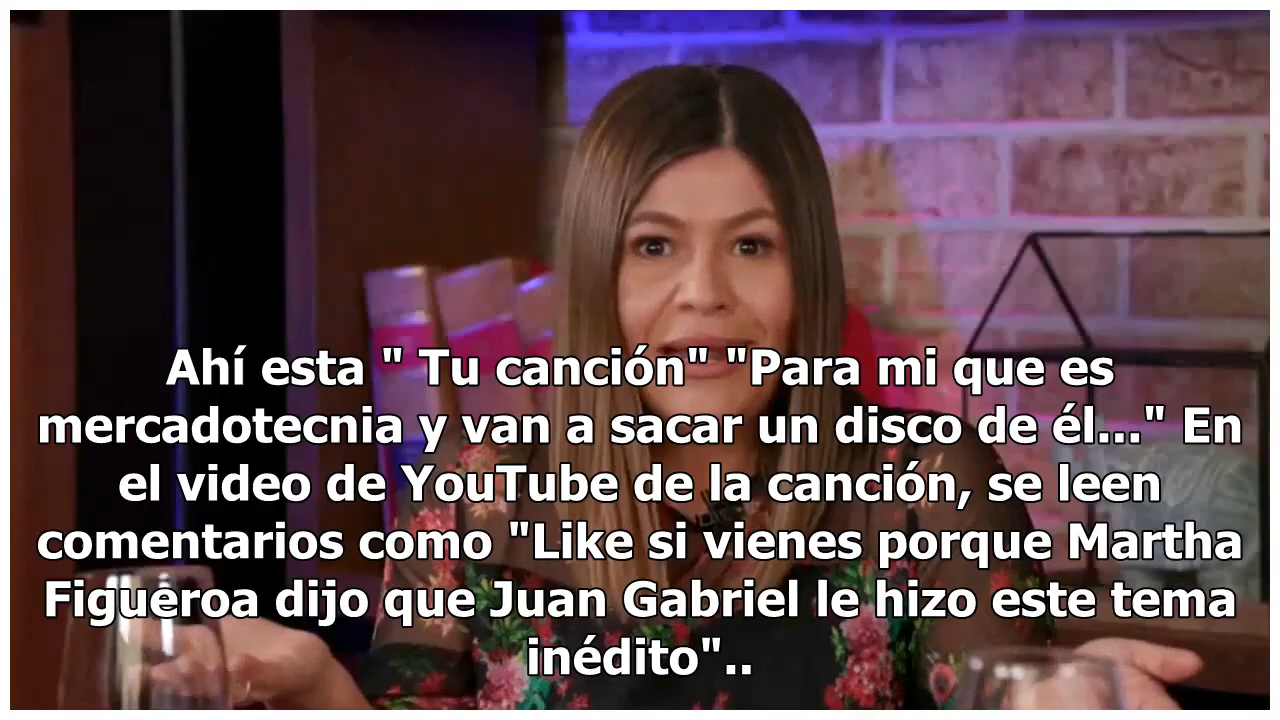 Ahí esta " Tu canción" "Para mi que es
mercadotecnia y van a sacar un disco de él..." En
el video de YouTube de la canción, se leen
comentarios como "Like si vienes porque Martha
Figueroa dijo que Juan Gabriel le hizo este tema
inédito"..